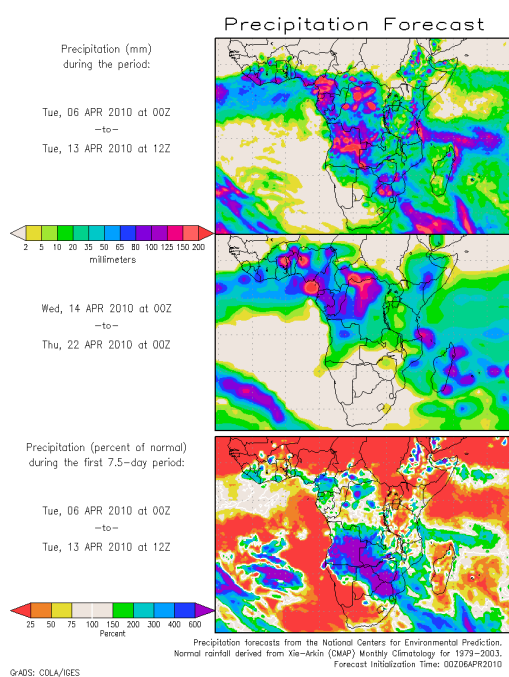 Precipitation Forecast
Precipitation (mm)
during the period:
Tue, 06 APR 2010 at 00Z
—to—
Tue, 13 APR 2010 at 12Z
2 5 10 20 35 50 65 80 100 125 150 200
millimeters
Wed, 14 APR 2010 at 00Z
—to—
Thu, 22 APR 2010 at 00Z
Precipitation (percent of normal)
during the first 7.5-day period:
Tue, 06 APR 2010 at 00Z
—to—
Tue, 13 APR 2010 at 12Z
25 50 75 100 150 200 300 400 600
Percent
Precipitation forecasts from the National Centers for Environmental Prediction.
Normal rainfall derived from Xie-Arkin (CMAP) Monthly Climatology for 1979-2003.
Forecast Initialization Time: 00Z06APR2010
GrADS: COLA/IGES